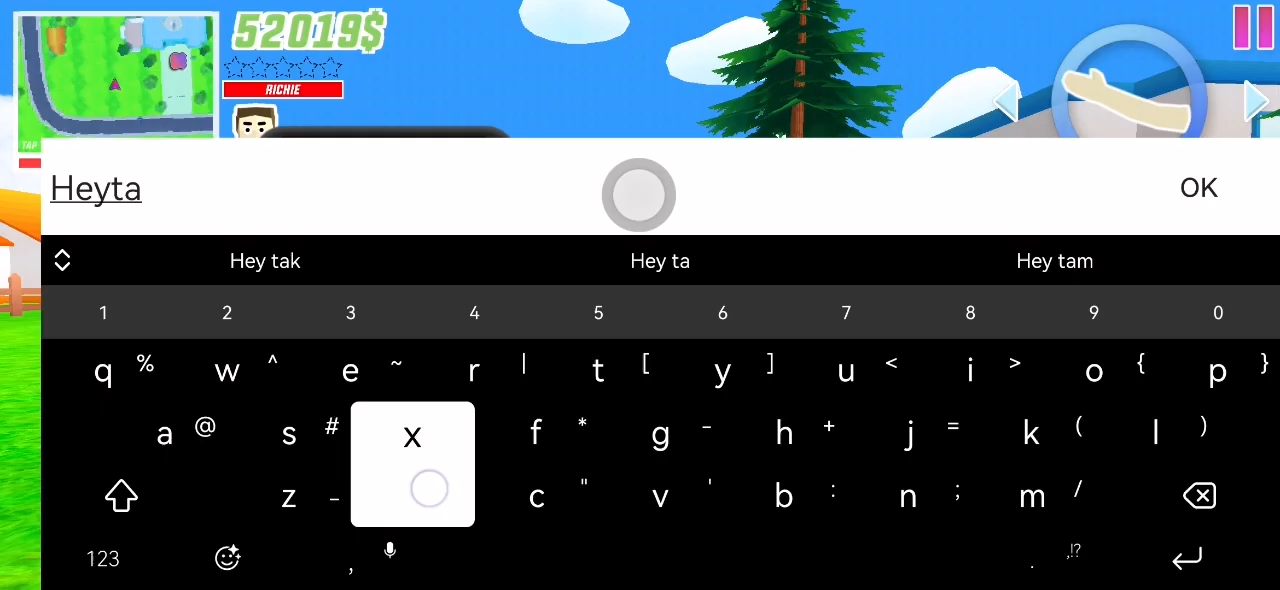 52019$
RICHIE
TAP
Heyta
OK
Hey tak Hey ta Hey tam
1 2 3 4 5 6 7 8 9 0
q % w ^ e ~ r | t [ y ] u < i > o { p }
a @ s # x f * g - h + j = k ( l )
z _ c " v ' b : n ; m /
123 , . ,!?